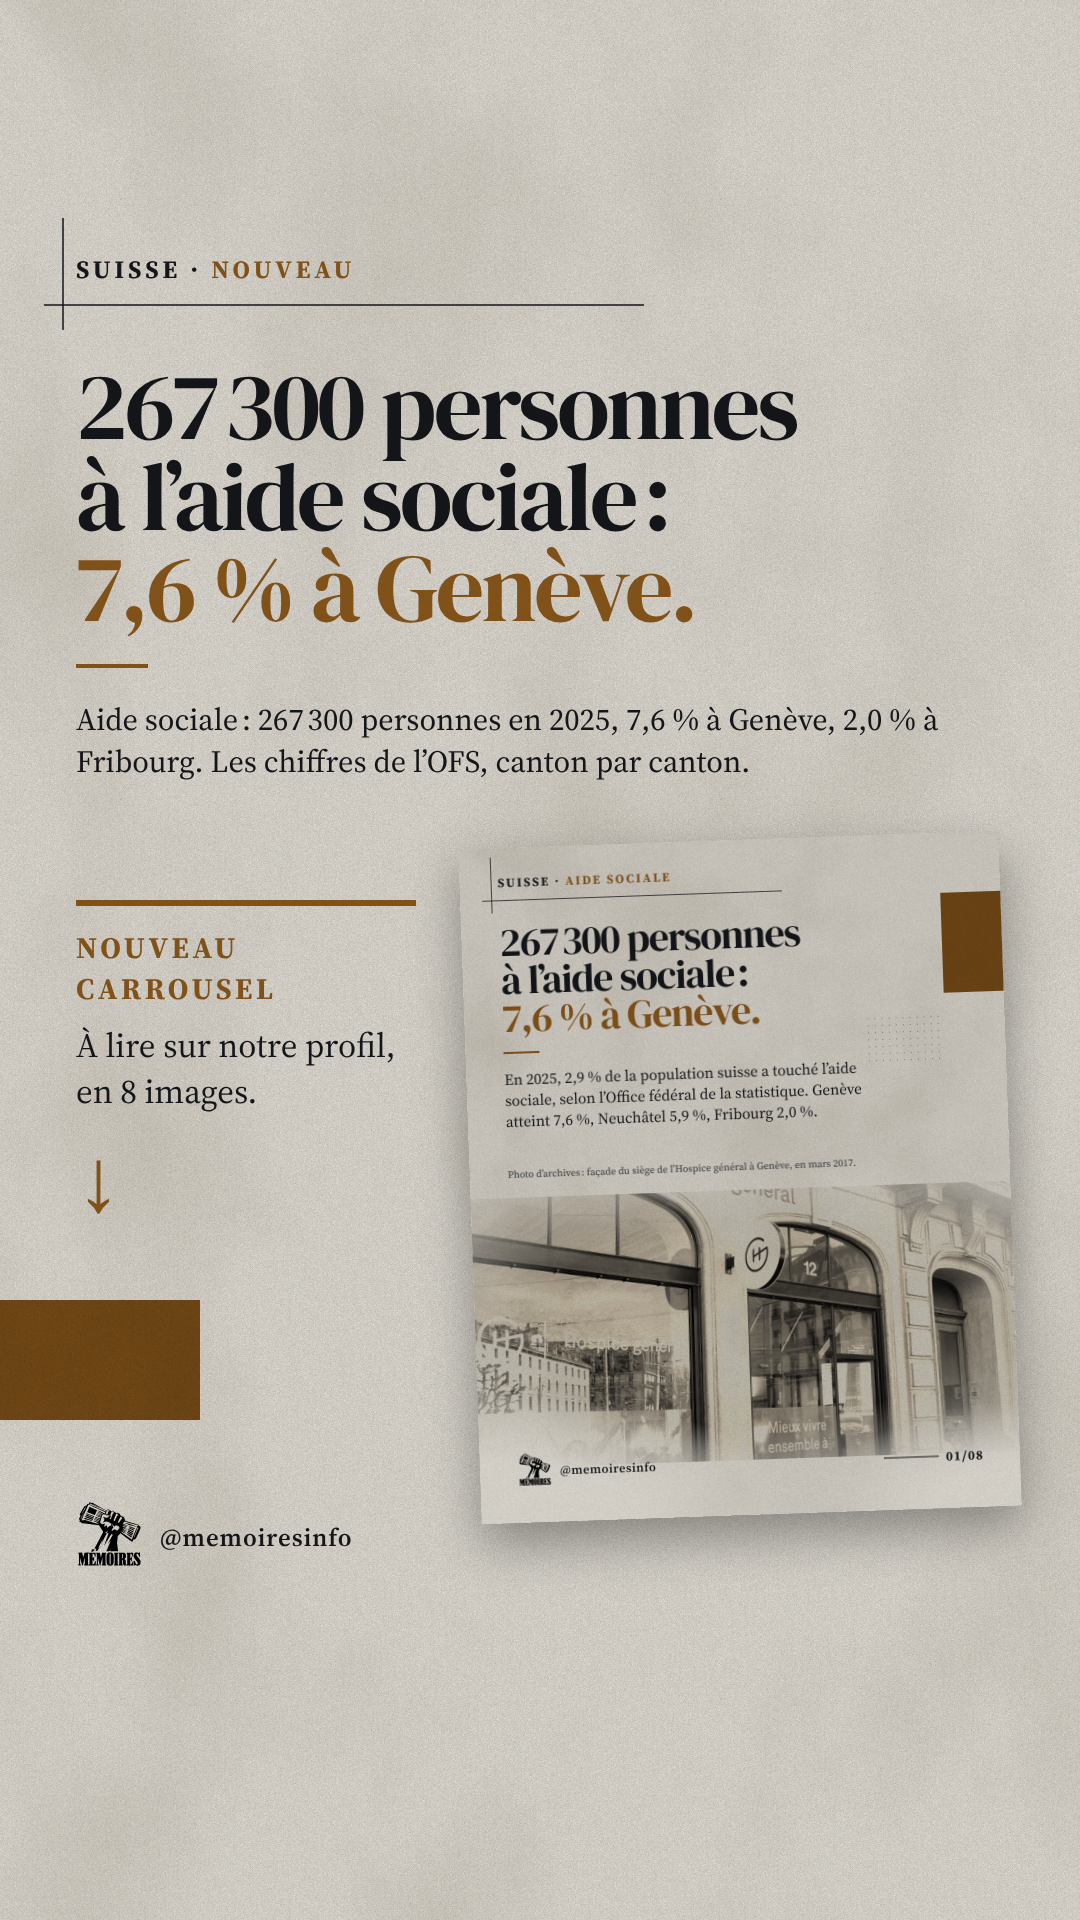 SUISSE · NOUVEAU
267 300 personnes
à l’aide sociale :
7,6 % à Genève.
Aide sociale : 267 300 personnes en 2025, 7,6 % à Genève, 2,0 % à
Fribourg. Les chiffres de l’OFS, canton par canton.
NOUVEAU
CARROUSEL
À lire sur notre profil,
en 8 images.
↓
SUISSE · AIDE SOCIALE
267 300 personnes
à l’aide sociale :
7,6 % à Genève.
En 2025, 2,9 % de la population suisse a touché l’aide
sociale, selon l’Office fédéral de la statistique. Genève
atteint 7,6 %, Neuchâtel 5,9 %, Fribourg 2,0 %.
Photo d’archives : façade du siège de l’Hospice général à Genève, en mars 2017.
12
Mieux vivre
ensemble à
MÉMOIRES
@memoiresinfo
01/08
MÉMOIRES
@memoiresinfo